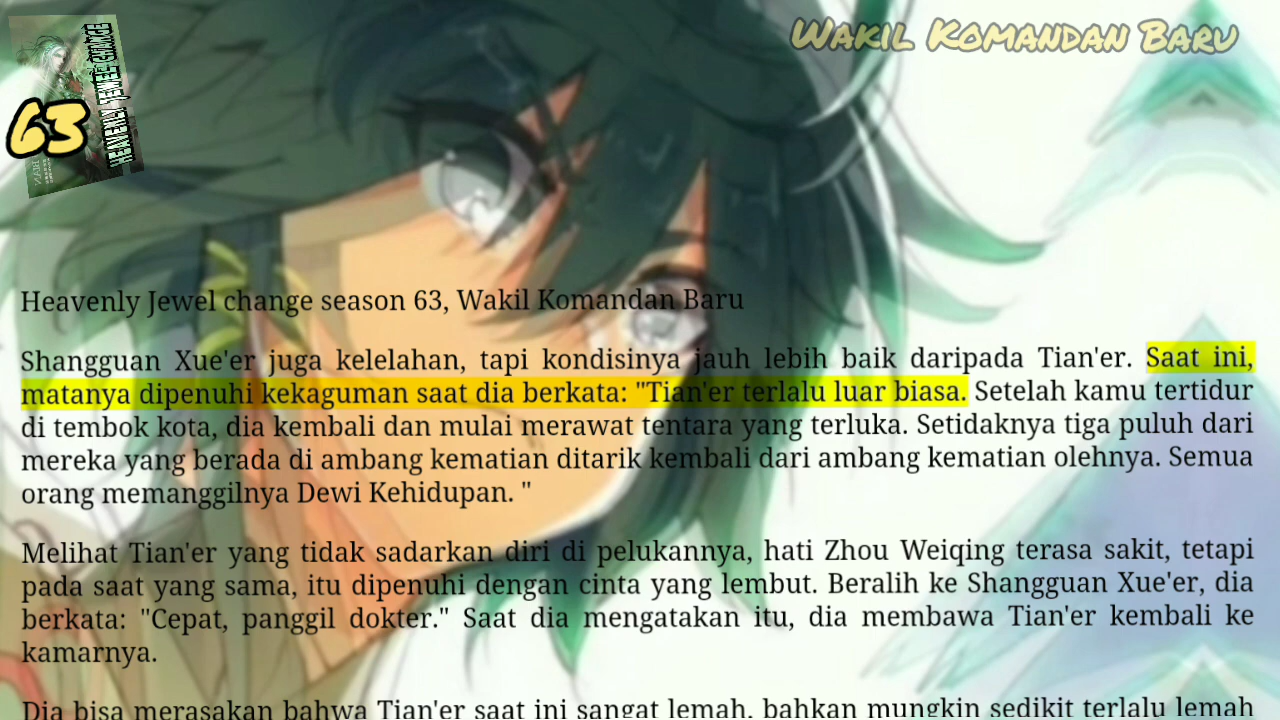 Wakil Komandan Baru
63
HEAVENLY JEWEL CHANGE
Heavenly Jewel change season 63, Wakil Komandan Baru
Shangguan Xue'er juga kelelahan, tapi kondisinya jauh lebih baik daripada Tian'er. Saat ini,
matanya dipenuhi kekaguman saat dia berkata: "Tian'er terlalu luar biasa. Setelah kamu tertidur
di tembok kota, dia kembali dan mulai merawat tentara yang terluka. Setidaknya tiga puluh dari
mereka yang berada di ambang kematian ditarik kembali dari ambang kematian olehnya. Semua
orang memanggilnya Dewi Kehidupan. "
Melihat Tian'er yang tidak sadarkan diri di pelukannya, hati Zhou Weiqing terasa sakit, tetapi
pada saat yang sama, itu dipenuhi dengan cinta yang lembut. Beralih ke Shangguan Xue'er, dia
berkata: "Cepat, panggil dokter." Saat dia mengatakan itu, dia membawa Tian'er kembali ke
kamarnya.
Dia bisa merasakan bahwa Tian'er saat ini sangat lemah, bahkan mungkin sedikit terlalu lemah